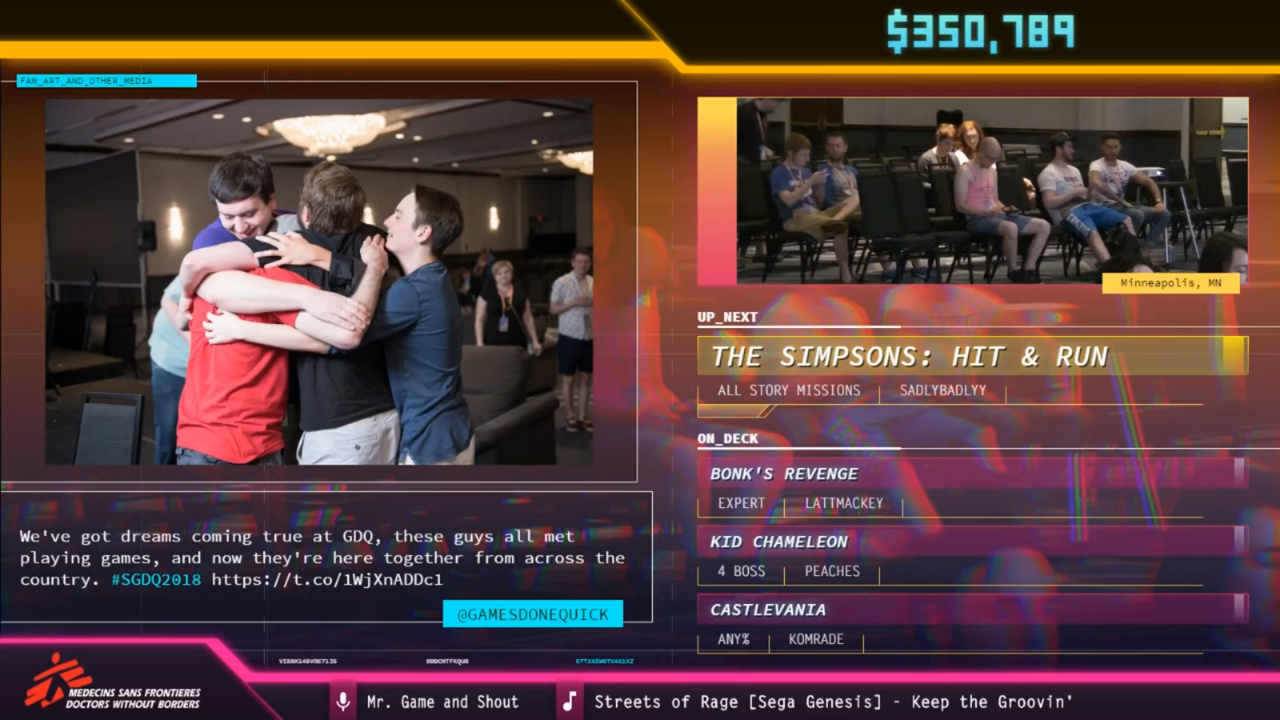 $350,789
FAN_ART_AND_OTHER_MEDIA
Minneapolis, MN
UP_NEXT
THE SIMPSONS: HIT & RUN
ALL STORY MISSIONS
SADLYBADLYY
ON_DECK
BONK'S REVENGE
EXPERT
LATTMACKEY
KID CHAMELEON
4 BOSS
PEACHES
CASTLEVANIA
ANY%
KOMRADE
We've got dreams coming true at GDQ, these guys all met
playing games, and now they're here together from across the
country. #SGDQ2018 https://t.co/1WjXnADDc1
@GAMESDONEQUICK
MEDECINS SANS FRONTIERES
DOCTORS WITHOUT BORDERS
Mr. Game and Shout
Streets of Rage [Sega Genesis] - Keep the Groovin'